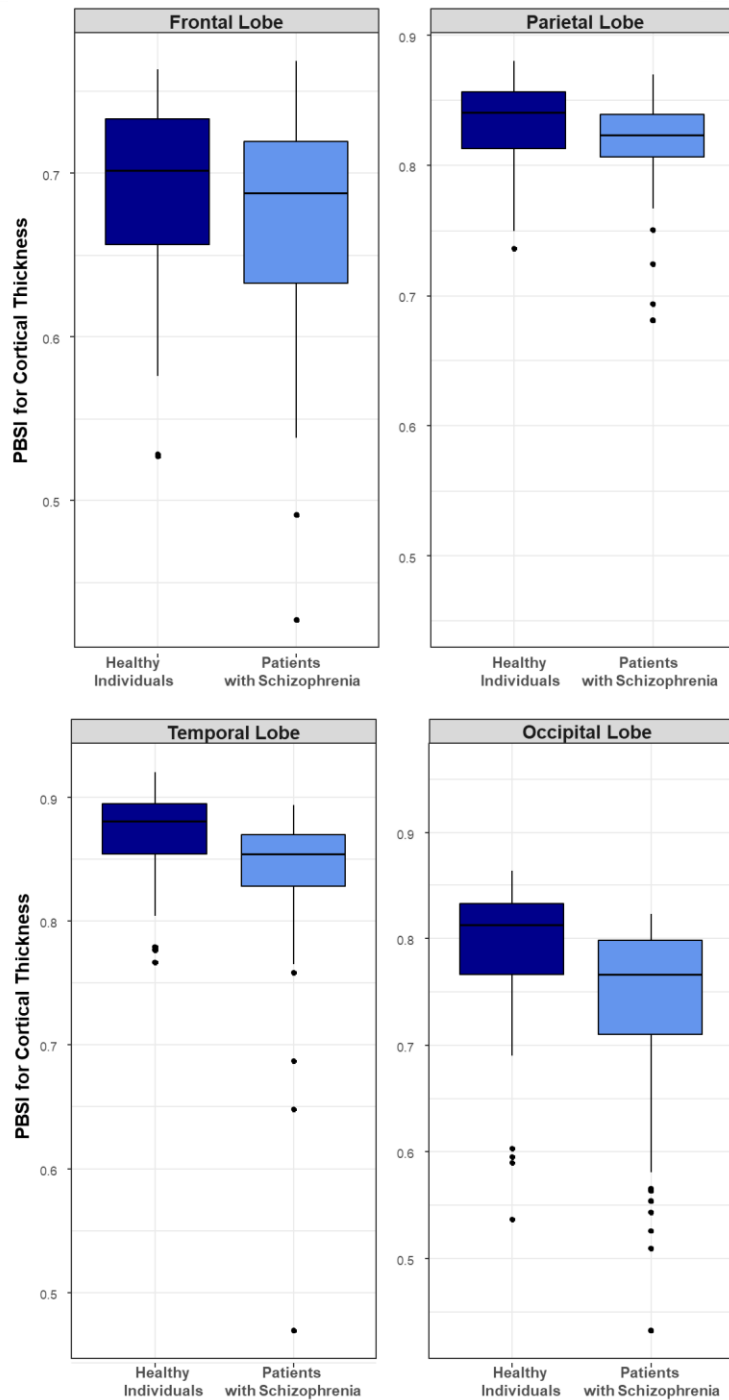 Frontal Lobe
PBSI for Cortical Thickness
0.7
0.6
0.5
Healthy
Individuals
Patients
with Schizophrenia
Parietal Lobe
0.9
0.8
0.7
0.6
0.5
Healthy
Individuals
Patients
with Schizophrenia
Temporal Lobe
PBSI for Cortical Thickness
0.9
0.8
0.7
0.6
0.5
Healthy
Individuals
Patients
with Schizophrenia
Occipital Lobe
0.9
0.8
0.7
0.6
0.5
Healthy
Individuals
Patients
with Schizophrenia